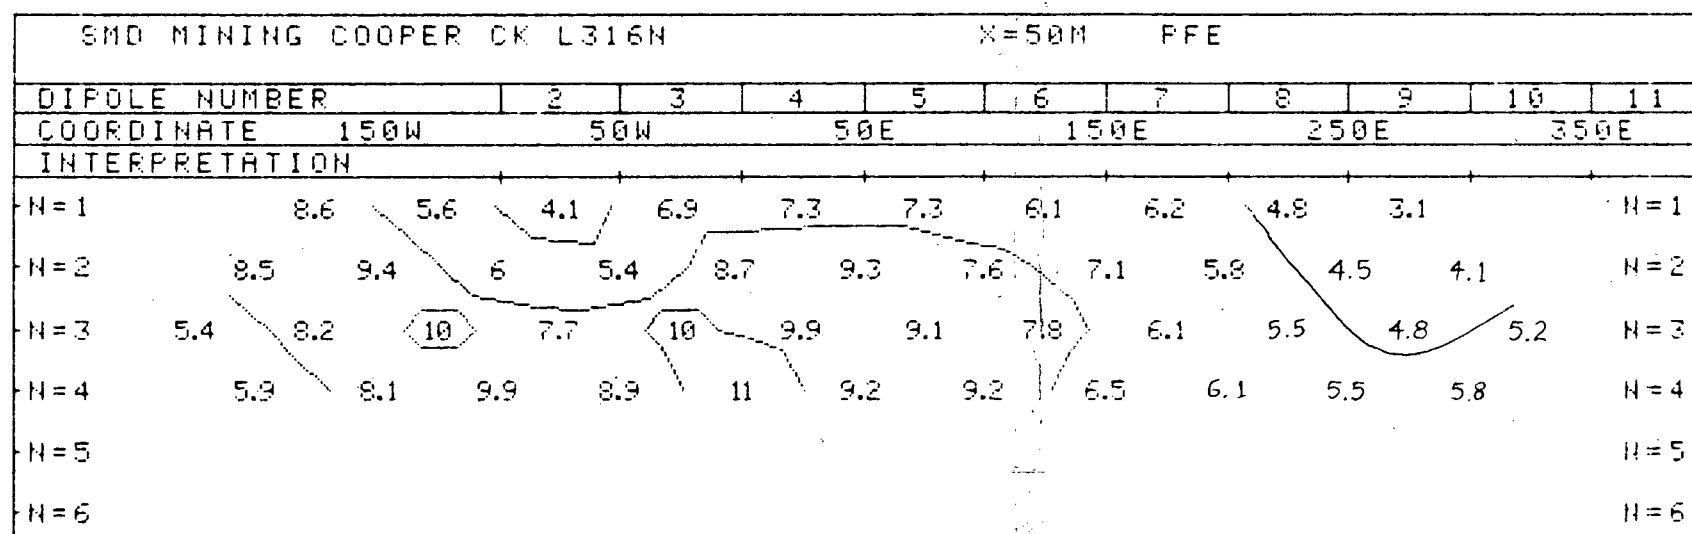 SMD MINING COOPER CK L316N X=50M PFE
DIPOLE NUMBER 2 3 4 5 6 7 8 9 10 11
COORDINATE 150W 50W 50E 150E 250E 350E
INTERPRETATION
N=1 8.6 5.6 4.1 6.9 7.3 7.3 6.1 6.2 4.8 3.1 N=1
N=2 8.5 9.4 6 5.4 8.7 9.3 7.6 7.1 5.8 4.5 4.1 N=2
N=3 5.4 8.2 10 7.7 10 9.9 9.1 7.8 6.1 5.5 4.8 5.2 N=3
N=4 5.9 8.1 9.9 8.9 11 9.2 9.2 6.5 6.1 5.5 5.8 N=4
N=5 N=5
N=6 N=6